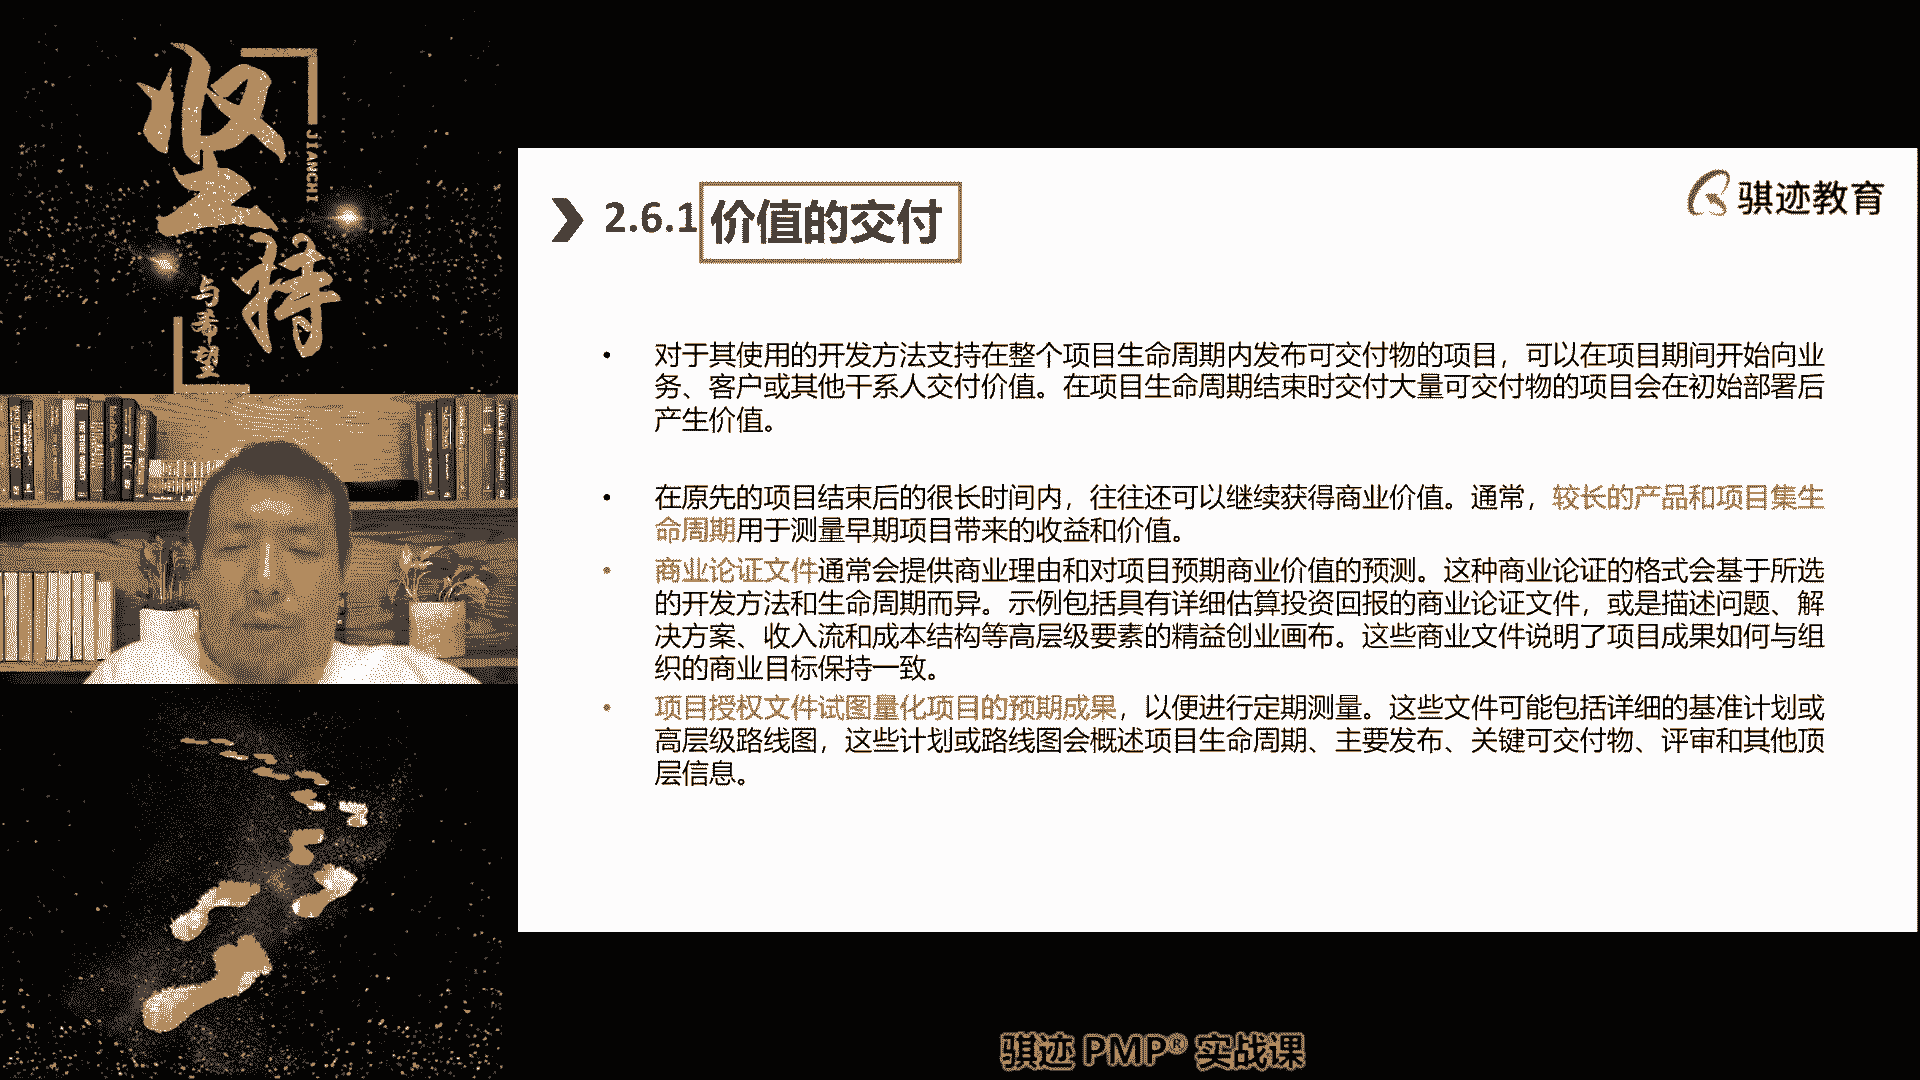 坚持
JIANCHI
与希望
2.6.1 价值的交付
骐迹教育
• 对于其使用的开发方法支持在整个项目生命周期内发布可交付物的项目，可以在项目期间开始向业
务、客户或其他干系人交付价值。在项目生命周期结束时交付大量可交付物的项目会在初始部署后
产生价值。
• 在原先的项目结束后的很长时间内，往往还可以继续获得商业价值。通常，较长的产品和项目集生
命周期用于测量早期项目带来的收益和价值。
• 商业论证文件通常会提供商业理由和对项目预期商业价值的预测。这种商业论证的格式会基于所选
的开发方法和生命周期而异。示例包括具有详细估算投资回报的商业论证文件，或是描述问题、解
决方案、收入流和成本结构等高层级要素的精益创业画布。这些商业文件说明了项目成果如何与组
织的商业目标保持一致。
• 项目授权文件试图量化项目的预期成果，以便进行定期测量。这些文件可能包括详细的基准计划或
高层级路线图，这些计划或路线图会概述项目生命周期、主要发布、关键可交付物、评审和其他顶
层信息。
骐迹 PMP® 实战课